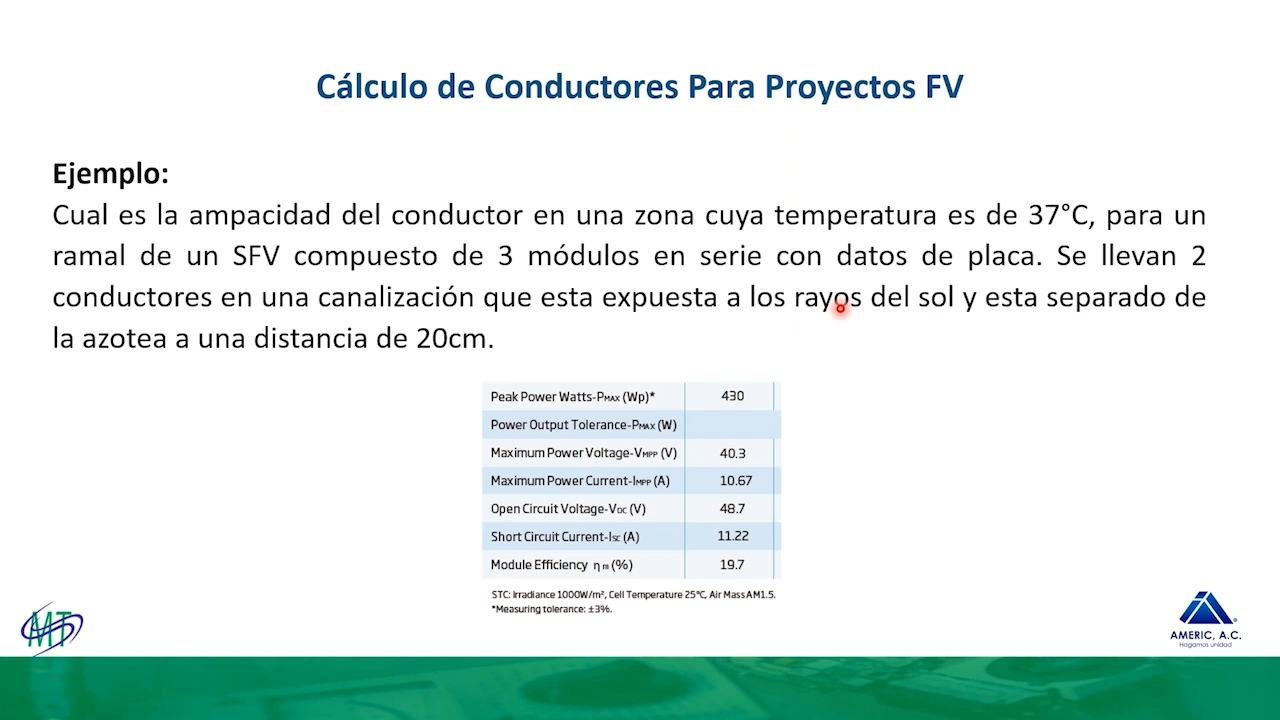 Cálculo de Conductores Para Proyectos FV
Ejemplo:
Cual es la ampacidad del conductor en una zona cuya temperatura es de 37°C, para un
ramal de un SFV compuesto de 3 módulos en serie con datos de placa. Se llevan 2
conductores en una canalización que esta expuesta a los rayos del sol y esta separado de
la azotea a una distancia de 20cm.
Peak Power Watts-PMAX (Wp)* 430
Power Output Tolerance-PMAX (W)
Maximum Power Voltage-VMPP (V) 40.3
Maximum Power Current-IMPP (A) 10.67
Open Circuit Voltage-VOC (V) 48.7
Short Circuit Current-ISC (A) 11.22
Module Efficiency η m (%) 19.7
STC: Irradiance 1000W/m², Cell Temperature 25°C, Air Mass AM1.5.
*Measuring tolerance: ±3%.
MT
AMERIC, A.C.
Hagamos unidad